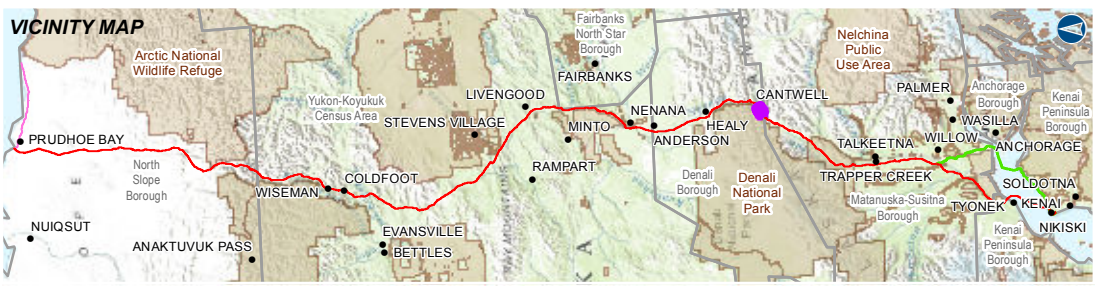 VICINITY MAP
Arctic National
Wildlife Refuge
Fairbanks
North Star
Borough
FAIRBANKS
Nelchina
Public
Use Area
PALMER
Anchorage
Borough
Kenai
Peninsula
Borough
CANTWELL
Yukon-Koyukuk
Census Area
LIVENGOOD
STEVENS VILLAGE
NENANA
MINTO
ANDERSON
HEALY
WASILLA
WILLOW
ANCHORAGE
TALKEETNA
TRAPPER CREEK
PRUDHOE BAY
North
Slope
Borough
WISEMAN
COLDFOOT
RAMPART
Denali
Borough
Denali
National
Park
Matanuska-Susitna
Borough
SOLDOTNA
TYONEK
KENAI
NIKISKI
NUIQSUT
ANAKTUVUK PASS
EVANSVILLE
BETTLES
Kenai
Peninsula
Borough